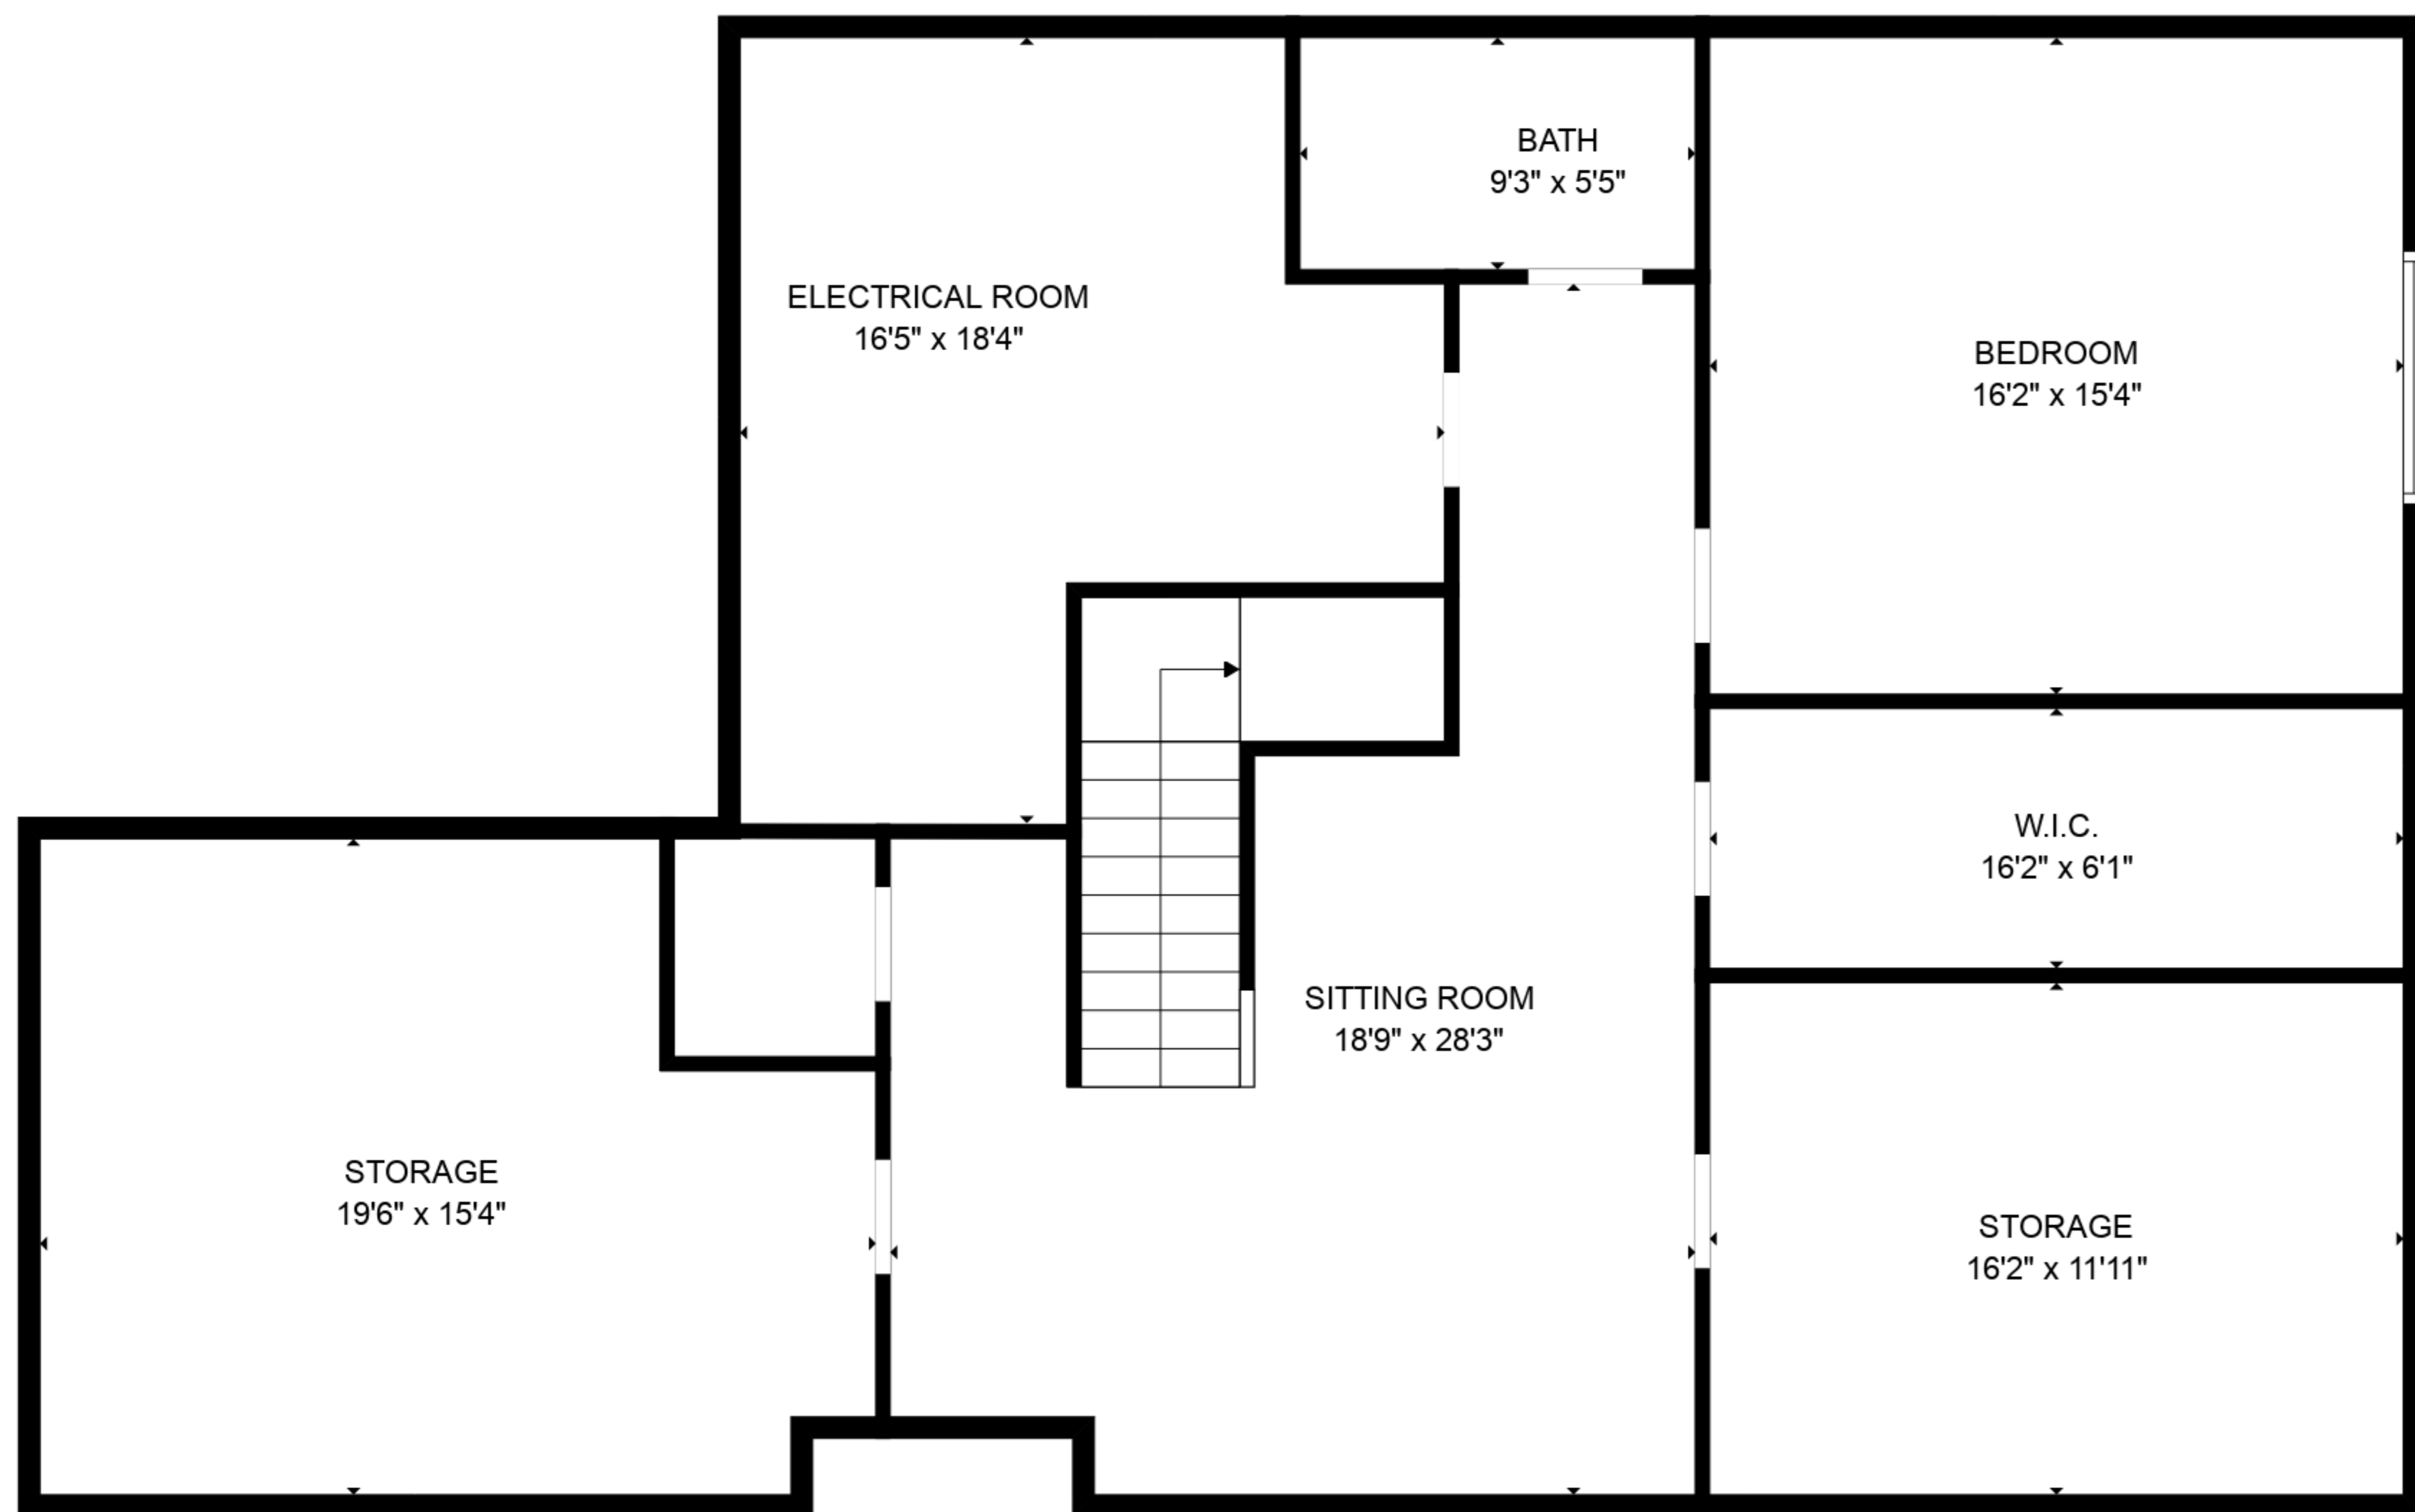 BATH
9'3" x 5'5"
ELECTRICAL ROOM
16'5" x 18'4"
BEDROOM
16'2" x 15'4"
W.I.C.
16'2" x 6'1"
SITTING ROOM
18'9" x 28'3"
STORAGE
19'6" x 15'4"
STORAGE
16'2" x 11'11"